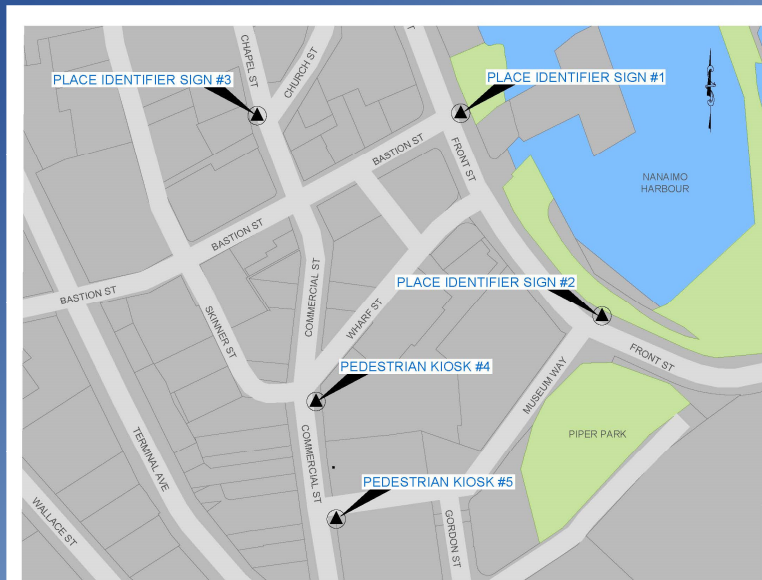 CHAPEL ST
CHURCH ST
ST
PLACE IDENTIFIER SIGN #3
PLACE IDENTIFIER SIGN #1
BASTION ST
FRONT ST
NANAIMO
HARBOUR
BASTION ST
PLACE IDENTIFIER SIGN #2
BASTION ST
COMMERCIAL ST
WHARF ST
SKINNER ST
FRONT ST
PEDESTRIAN KIOSK #4
MUSEUM WAY
PIPER PARK
TERMINAL AVE
COMMERCIAL ST
PEDESTRIAN KIOSK #5
WALLACE ST
GORDON ST